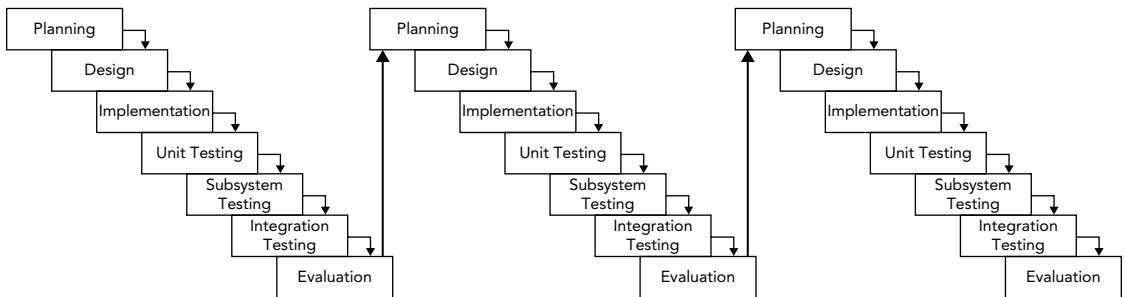 Planning
Design
Implementation
Unit Testing
Subsystem
Testing
Integration
Testing
Evaluation
Planning
Design
Implementation
Unit Testing
Subsystem
Testing
Integration
Testing
Evaluation
Planning
Design
Implementation
Unit Testing
Subsystem
Testing
Integration
Testing
Evaluation